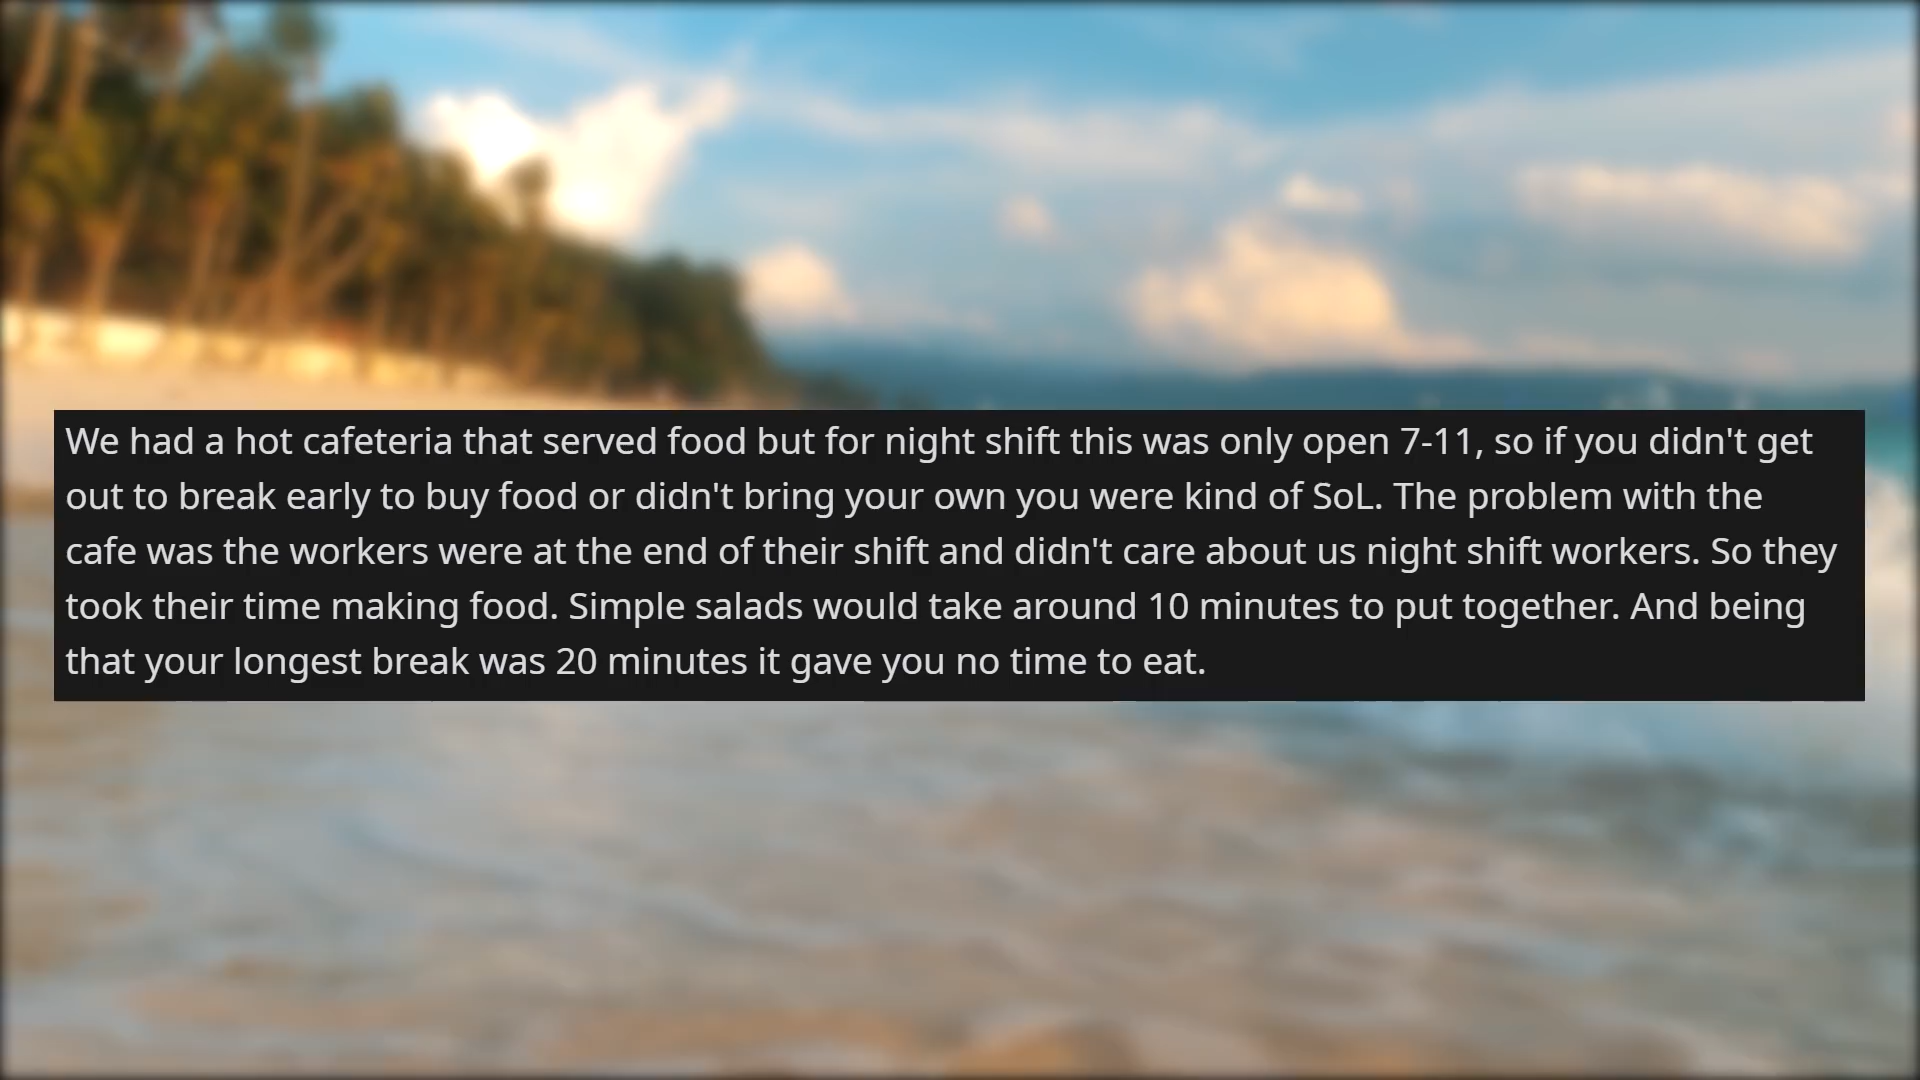 We had a hot cafeteria that served food but for night shift this was only open 7-11, so if you didn't get
out to break early to buy food or didn't bring your own you were kind of SoL. The problem with the
cafe was the workers were at the end of their shift and didn't care about us night shift workers. So they
took their time making food. Simple salads would take around 10 minutes to put together. And being
that your longest break was 20 minutes it gave you no time to eat.